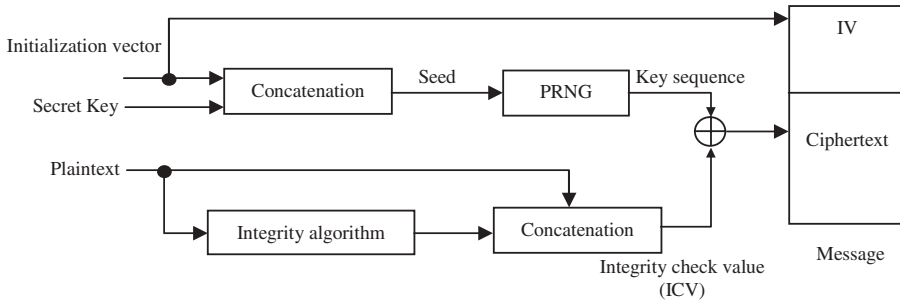 IV
Initialization vector
Seed
Key sequence
Concatenation
PRNG
Secret Key
Ciphertext
Plaintext
Integrity algorithm
Concatenation
Integrity check value
(ICV)
Message